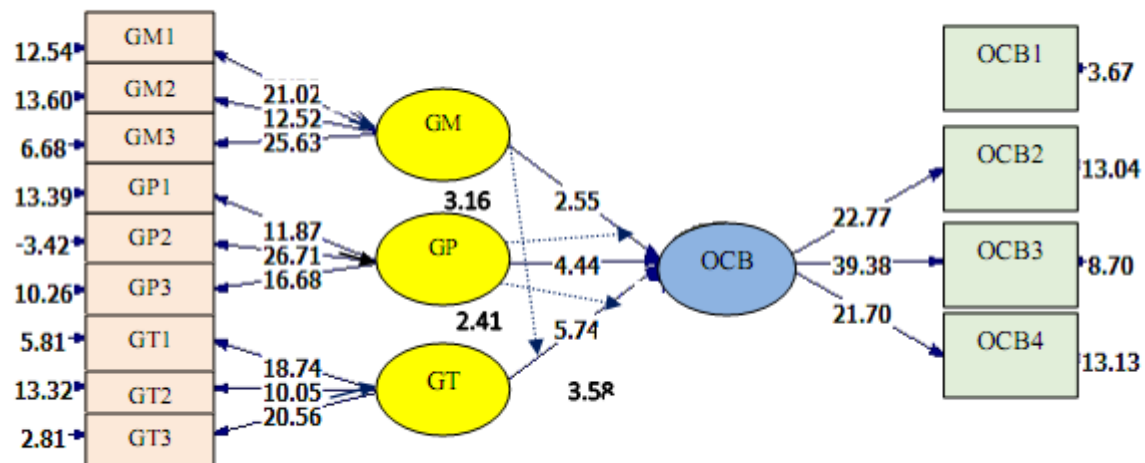 12.54
GM1
13.60
GM2
6.68
GM3
13.39
GP1
-3.42
GP2
10.26
GP3
5.81
GT1
13.32
GT2
2.81
GT3
21.02
12.52
25.63
11.87
26.71
16.68
18.74
10.05
20.56
GM
3.16
GP
2.41
GT
2.55
4.44
5.74
3.58
OCB
22.77
39.38
21.70
OCB1
3.67
OCB2
13.04
OCB3
8.70
OCB4
13.13